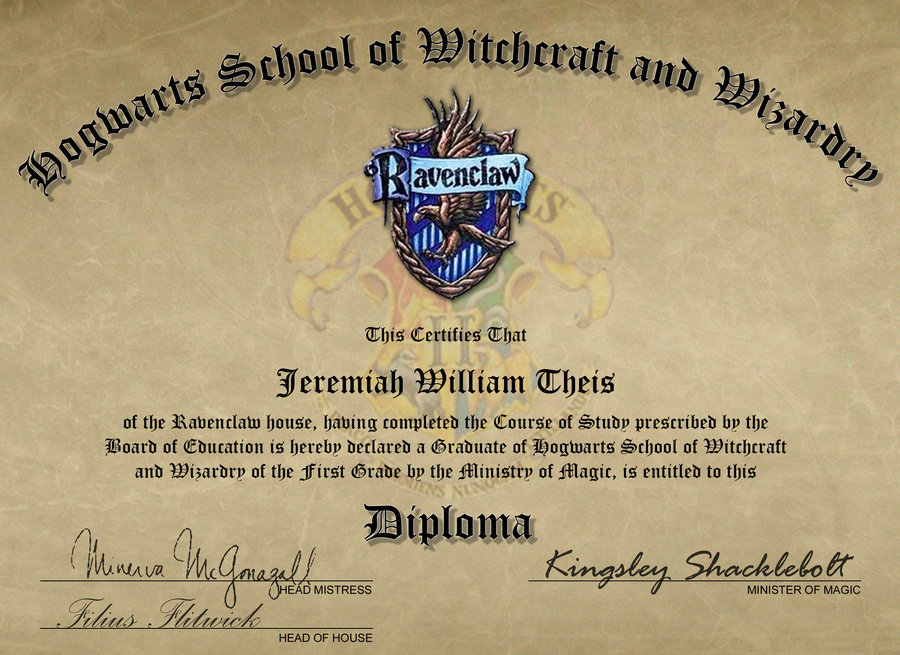 Hogwarts School of Witchcraft and Wizardry
Ravenclaw
HOGWARTS
H
This Certifies That
Jeremiah William Theis
of the Ravenclaw house, having completed the Course of Study prescribed by the
Board of Education is hereby declared a Graduate of Hogwarts School of Witchcraft
and Wizardry of the First Grade by the Ministry of Magic, is entitled to this
Diploma
Minerva McGonagall
HEAD MISTRESS
Kingsley Shacklebolt
MINISTER OF MAGIC
Filius Flitwick
HEAD OF HOUSE